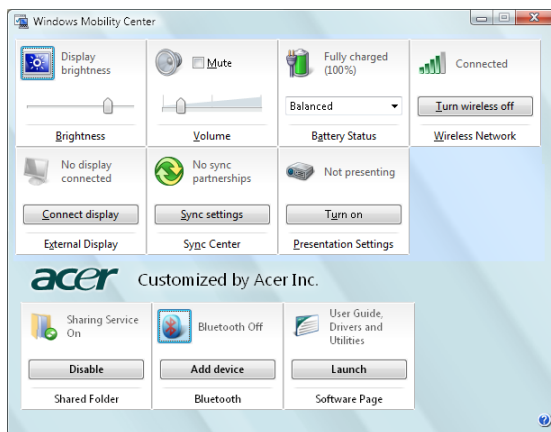 Windows Mobility Center
Display
brightness
Brightness
Mute
Volume
Fully charged
(100%)
Balanced
Battery Status
Connected
Turn wireless off
Wireless Network
No display
connected
Connect display
External Display
No sync
partnerships
Sync settings
Sync Center
Not presenting
Turn on
Presentation Settings
acer Customized by Acer Inc.
Sharing Service
On
Disable
Shared Folder
Bluetooth Off
Add device
Bluetooth
User Guide,
Drivers and
Utilities
Launch
Software Page